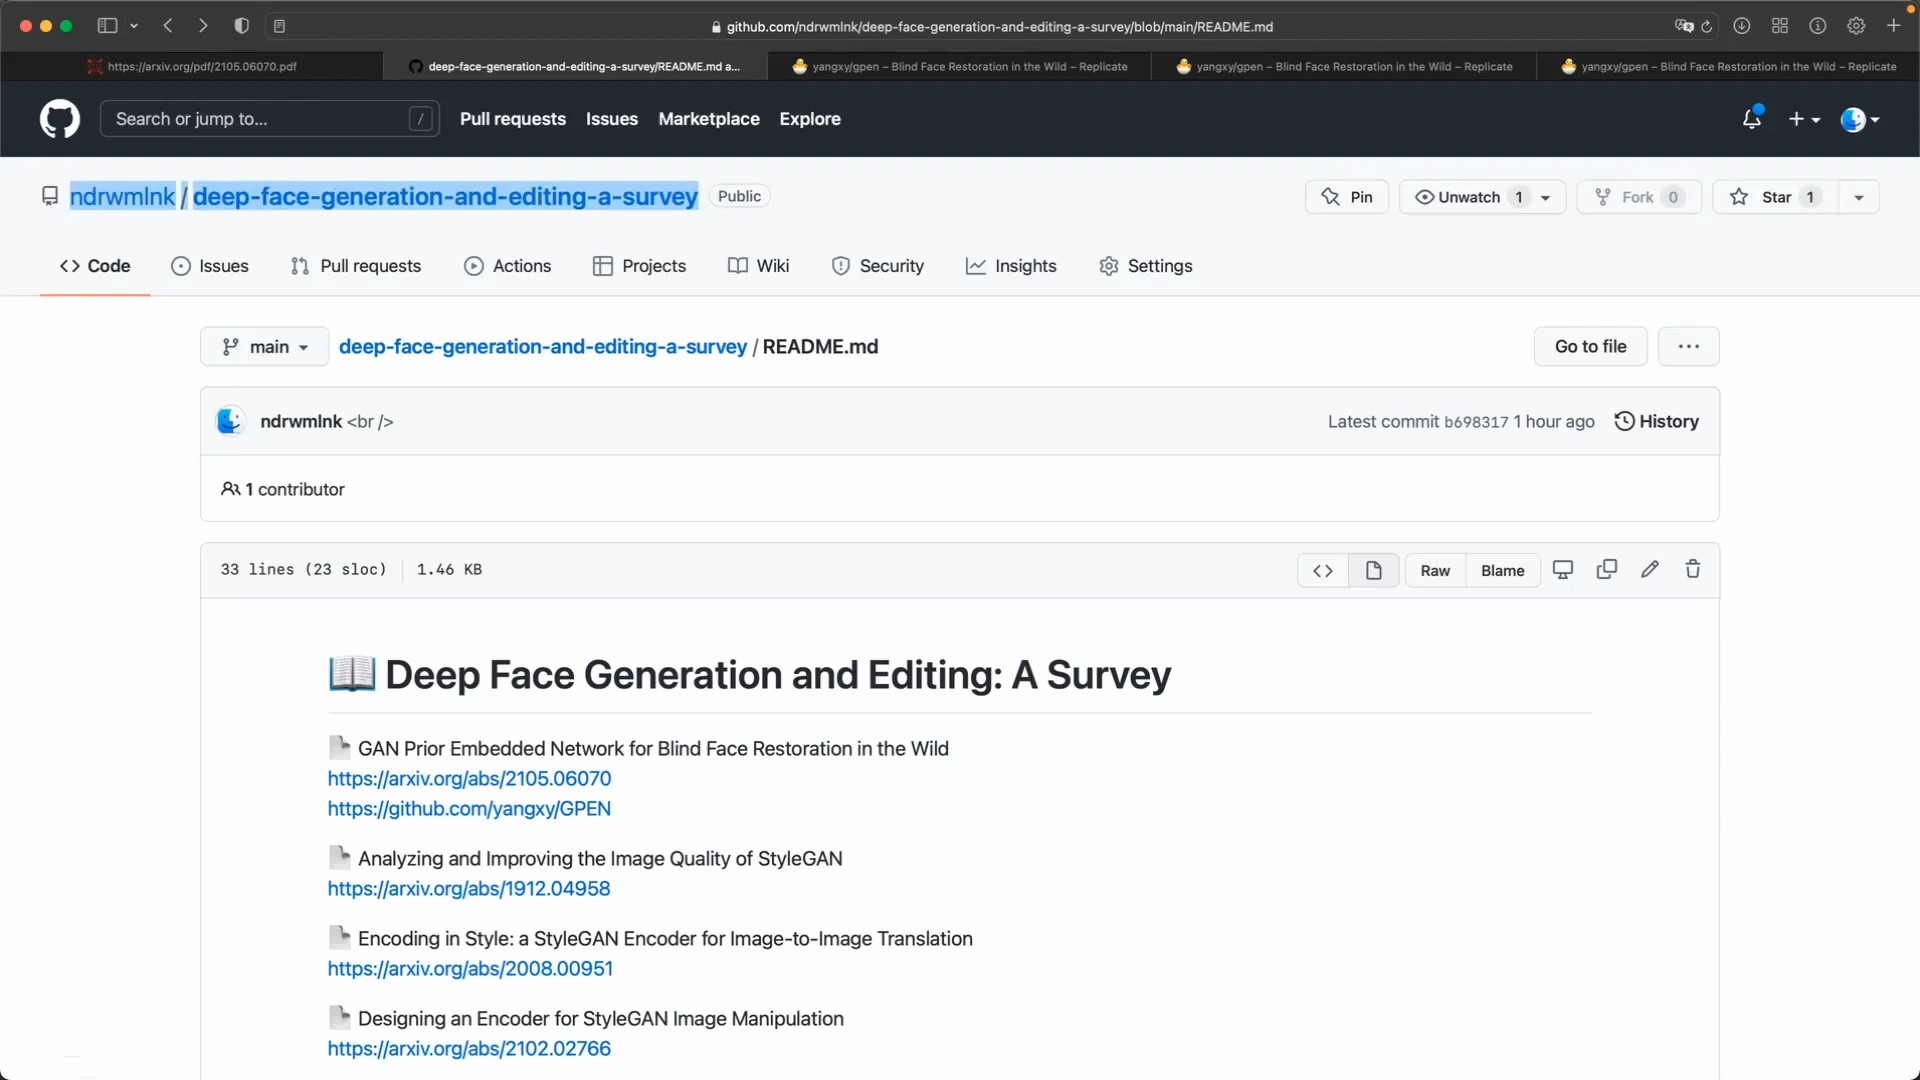 github.com/ndrwmlnk/deep-face-generation-and-editing-a-survey/blob/main/README.md
https://arxiv.org/pdf/2105.06070.pdf
deep-face-generation-and-editing-a-survey/README.md a...
yangxy/gpen – Blind Face Restoration in the Wild – Replicate
yangxy/gpen – Blind Face Restoration in the Wild – Replicate
yangxy/gpen – Blind Face Restoration in the Wild – Replicate
Search or jump to... /
Pull requests Issues Marketplace Explore
ndrwmlnk / deep-face-generation-and-editing-a-survey Public
Pin Unwatch 1 Fork 0 Star 1
Code Issues Pull requests Actions Projects Wiki Security Insights Settings
main deep-face-generation-and-editing-a-survey / README.md Go to file ...
ndrwmlnk <br /> Latest commit b698317 1 hour ago History
1 contributor
33 lines (23 sloc) 1.46 KB <> Raw Blame
Deep Face Generation and Editing: A Survey
GAN Prior Embedded Network for Blind Face Restoration in the Wild
https://arxiv.org/abs/2105.06070
https://github.com/yangxy/GPEN
Analyzing and Improving the Image Quality of StyleGAN
https://arxiv.org/abs/1912.04958
Encoding in Style: a StyleGAN Encoder for Image-to-Image Translation
https://arxiv.org/abs/2008.00951
Designing an Encoder for StyleGAN Image Manipulation
https://arxiv.org/abs/2102.02766